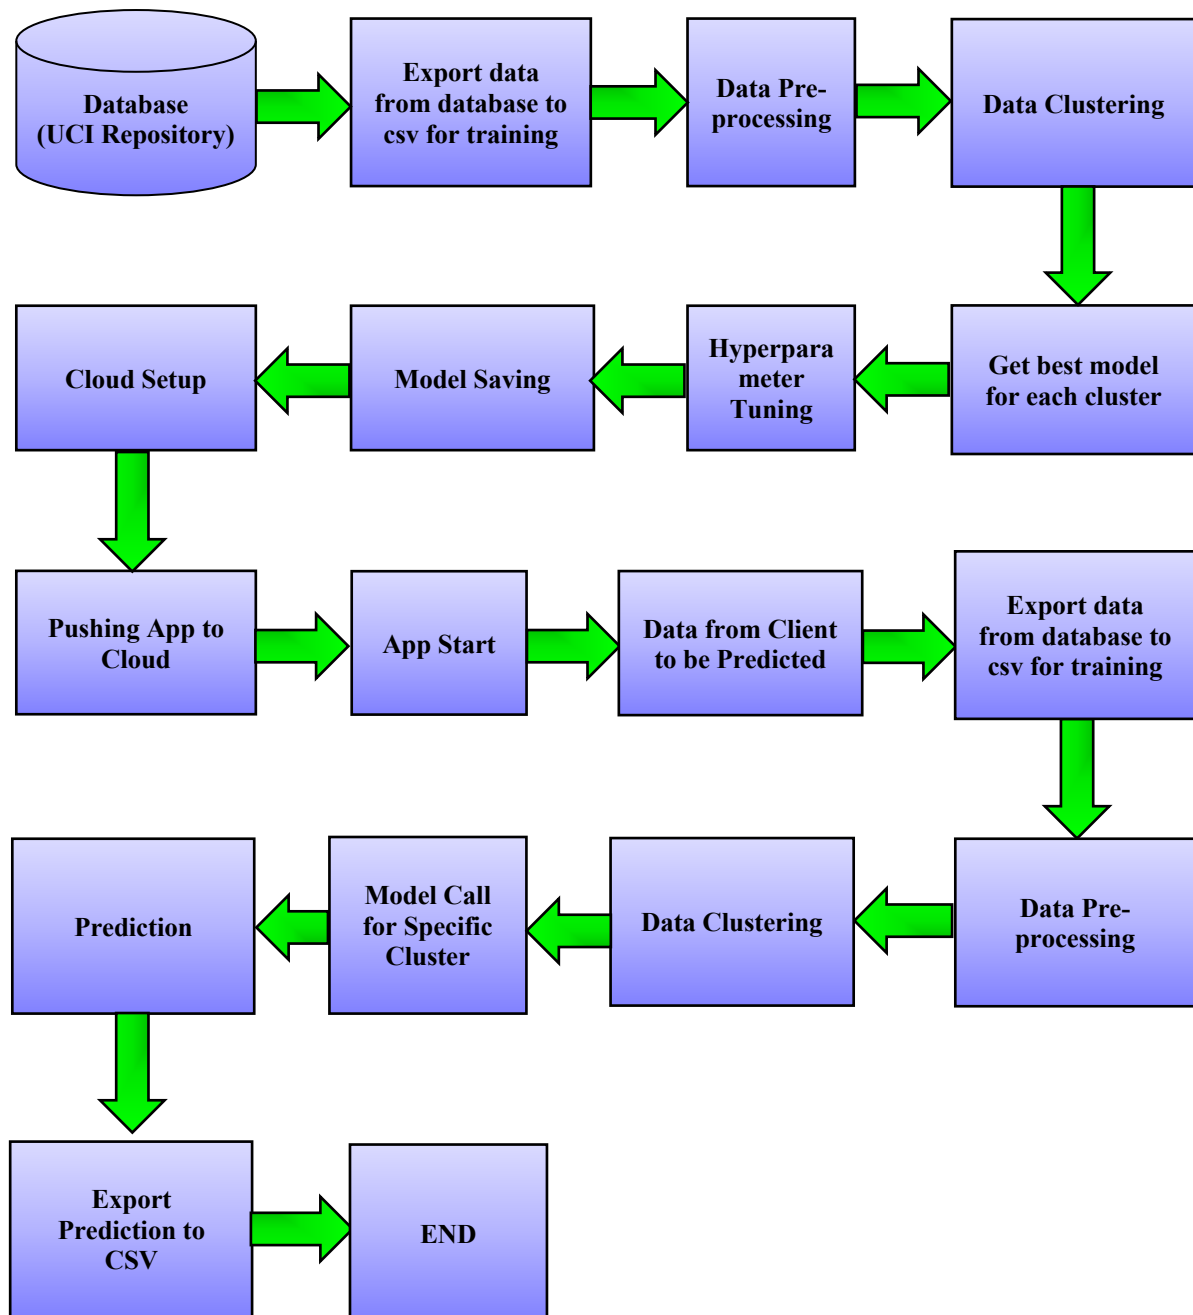 Database
(UCI Repository)
Export data
from database to
csv for training
Data Pre-
processing
Data Clustering
Get best model
for each cluster
Hyperpara
meter
Tuning
Model Saving
Cloud Setup
Pushing App to
Cloud
App Start
Data from Client
to be Predicted
Export data
from database to
csv for training
Data Pre-
processing
Data Clustering
Model Call
for Specific
Cluster
Prediction
Export
Prediction to
CSV
END